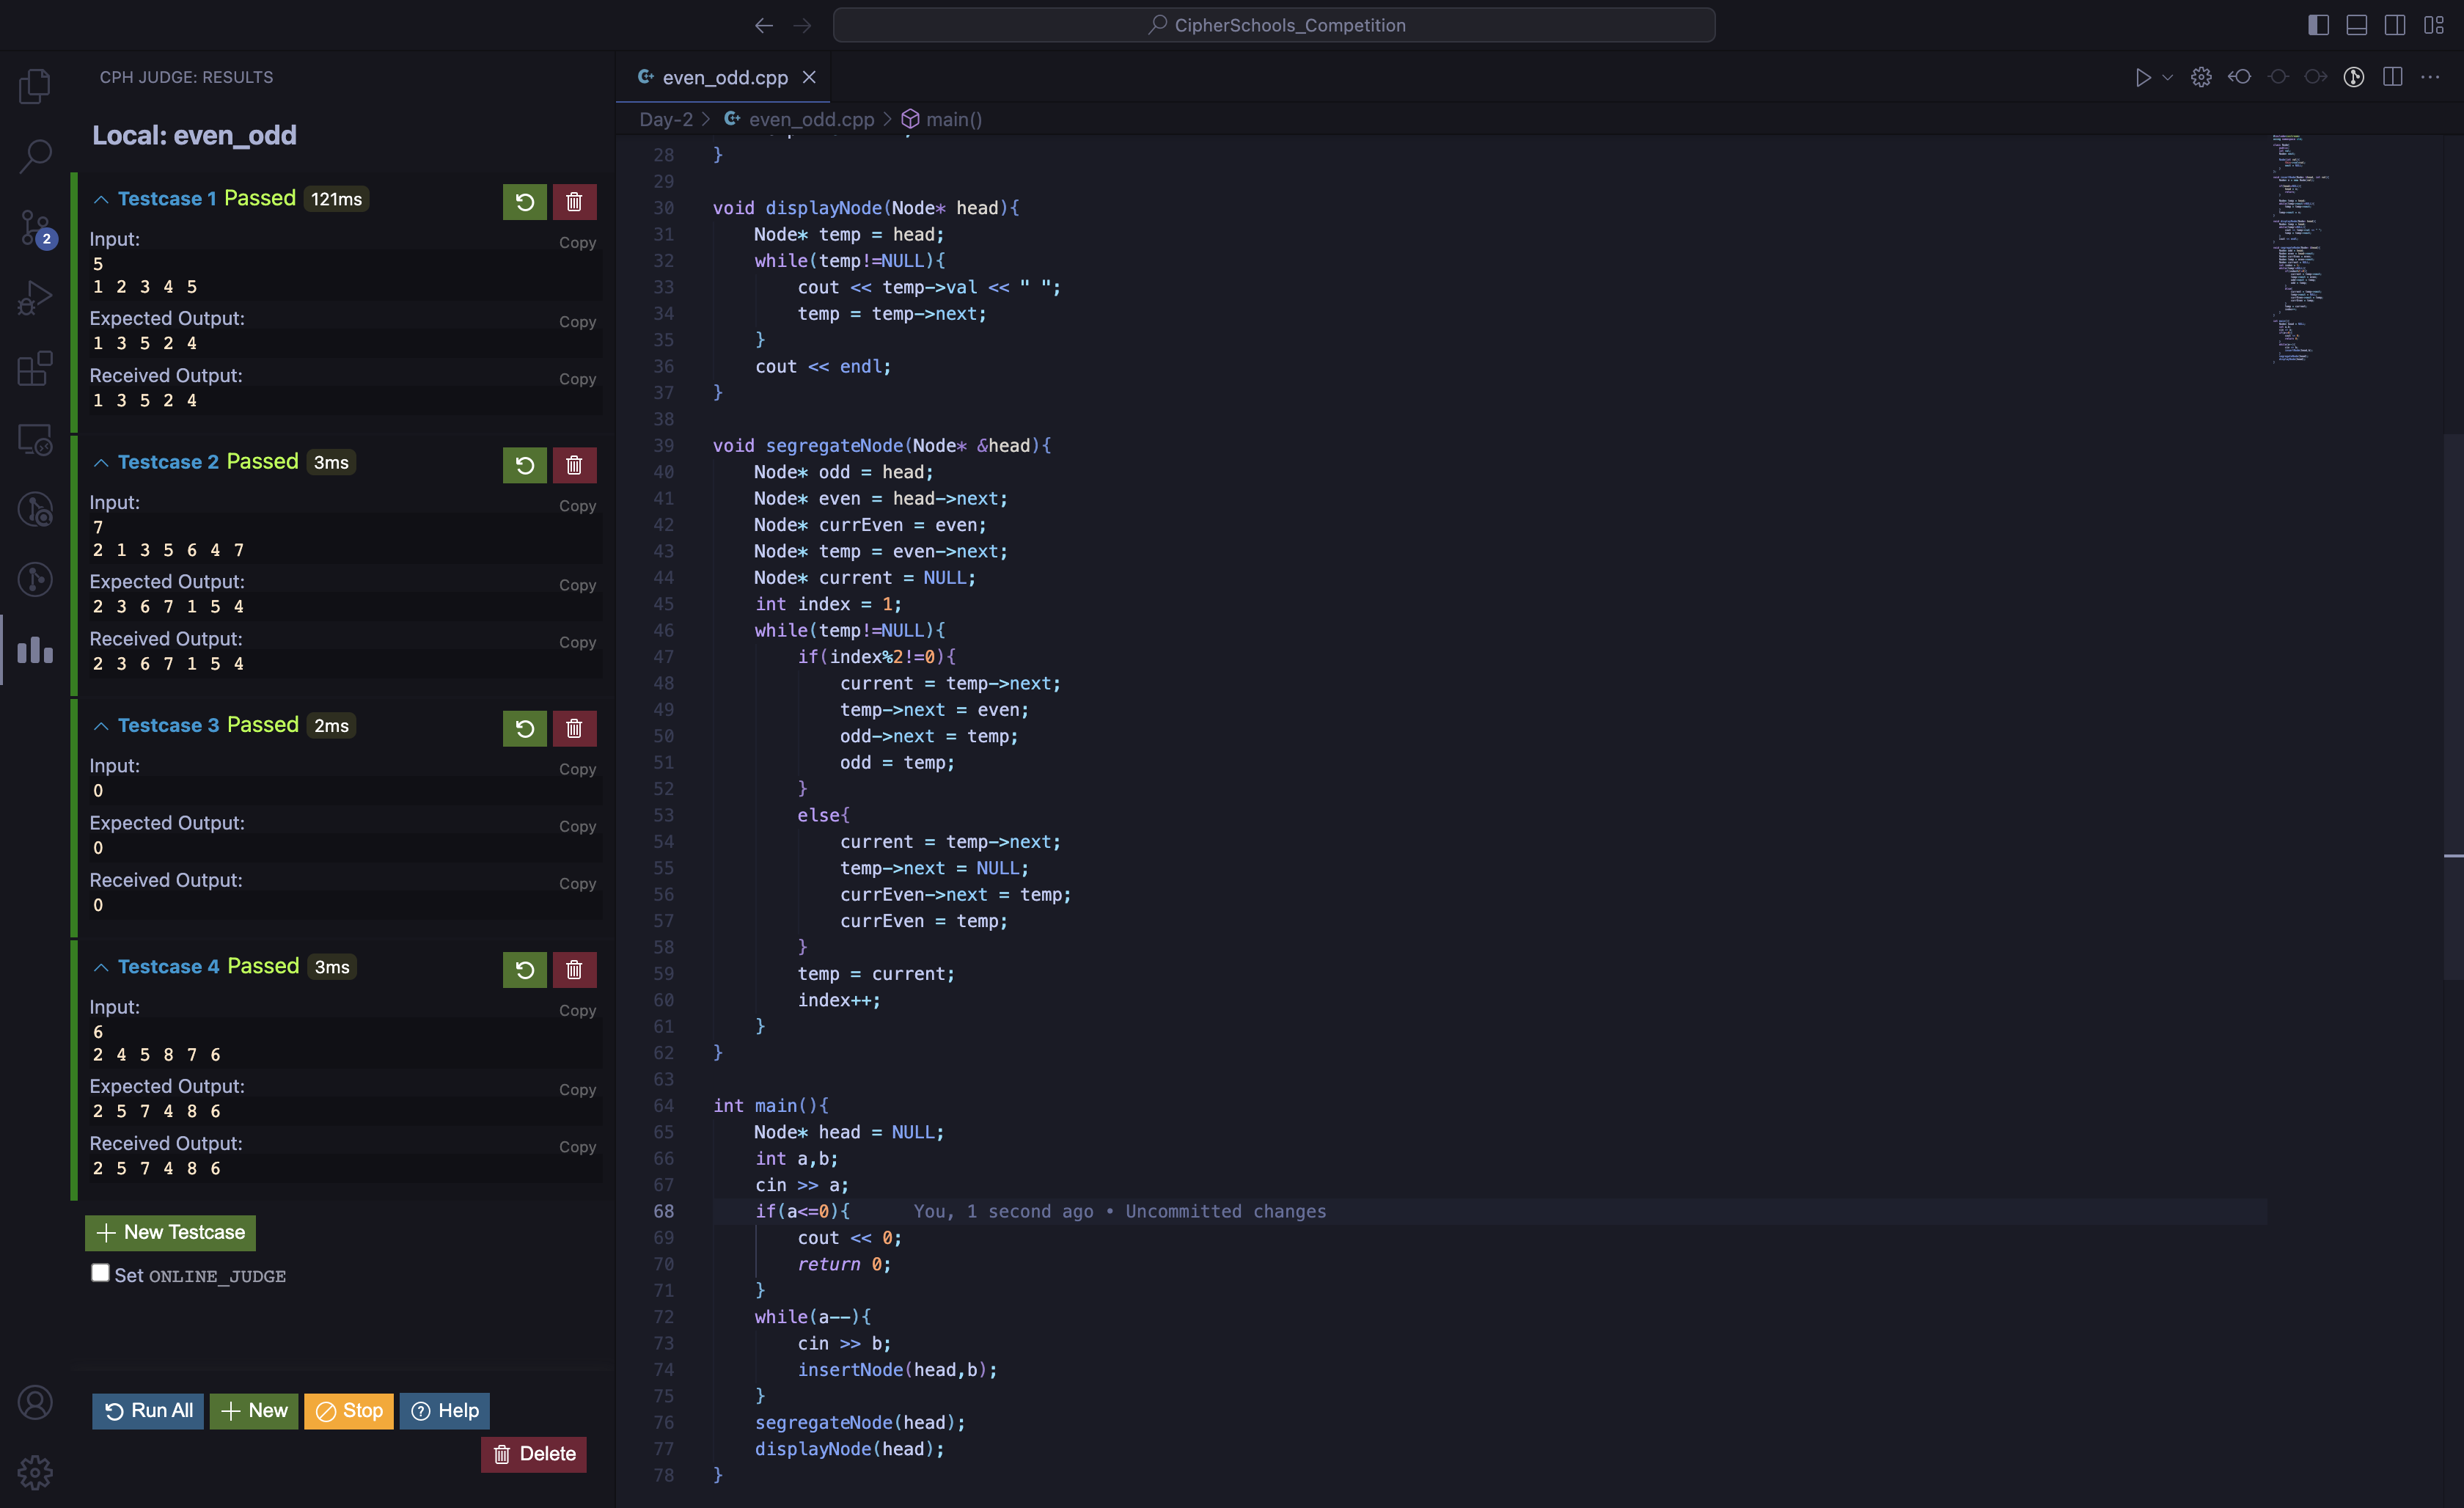 CipherSchools_Competition
CPH JUDGE: RESULTS
Local: even_odd
Testcase 1 Passed 121ms
Input:
Copy
5
1 2 3 4 5
Expected Output:
Copy
1 3 5 2 4
Received Output:
Copy
1 3 5 2 4
Testcase 2 Passed 3ms
Input:
Copy
7
2 1 3 5 6 4 7
Expected Output:
Copy
2 3 6 7 1 5 4
Received Output:
Copy
2 3 6 7 1 5 4
Testcase 3 Passed 2ms
Input:
Copy
0
Expected Output:
Copy
0
Received Output:
Copy
0
Testcase 4 Passed 3ms
Input:
Copy
6
2 4 5 8 7 6
Expected Output:
Copy
2 5 7 4 8 6
Received Output:
Copy
2 5 7 4 8 6
New Testcase
Set ONLINE_JUDGE
Run All
New
Stop
Help
Delete
2
even_odd.cpp
Day-2 > even_odd.cpp > main()
28 }
29
30 void displayNode(Node* head){
31 Node* temp = head;
32 while(temp!=NULL){
33 cout << temp->val << " ";
34 temp = temp->next;
35 }
36 cout << endl;
37 }
38
39 void segregateNode(Node* &head){
40 Node* odd = head;
41 Node* even = head->next;
42 Node* currEven = even;
43 Node* temp = even->next;
44 Node* current = NULL;
45 int index = 1;
46 while(temp!=NULL){
47 if(index%2!=0){
48 current = temp->next;
49 temp->next = even;
50 odd->next = temp;
51 odd = temp;
52 }
53 else{
54 current = temp->next;
55 temp->next = NULL;
56 currEven->next = temp;
57 currEven = temp;
58 }
59 temp = current;
60 index++;
61 }
62 }
63
64 int main(){
65 Node* head = NULL;
66 int a,b;
67 cin >> a;
68 if(a<=0){ You, 1 second ago • Uncommitted changes
69 cout << 0;
70 return 0;
71 }
72 while(a--){
73 cin >> b;
74 insertNode(head,b);
75 }
76 segregateNode(head);
77 displayNode(head);
78 }